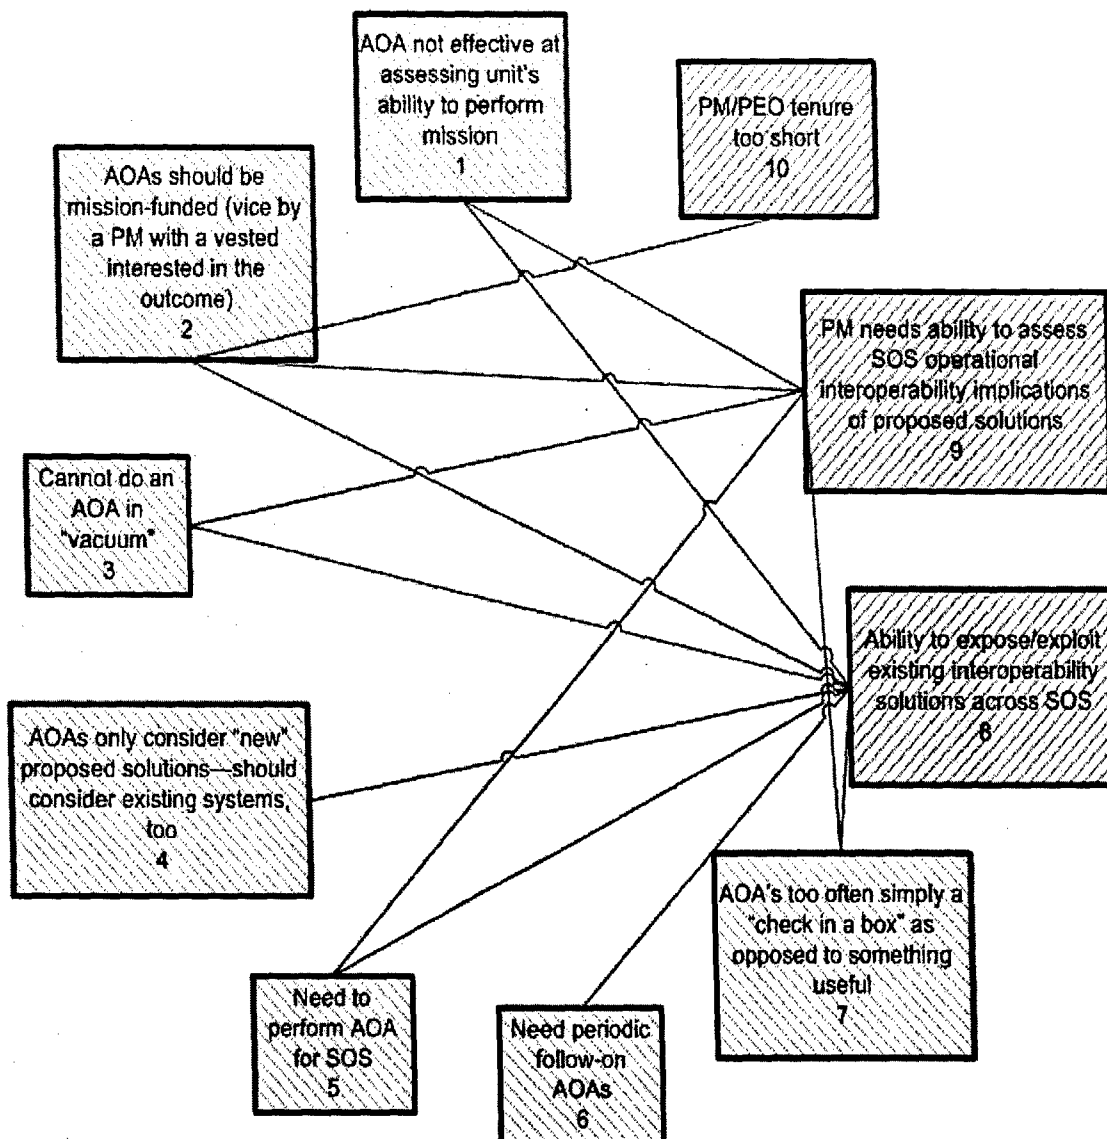 AOA not effective at
assessing unit's
ability to perform
mission
1
PM/PEO tenure
too short
10
AOAs should be
mission-funded (vice by
a PM with a vested
interested in the
outcome)
2
PM needs ability to assess
SOS operational
interoperability implications
of proposed solutions
9
Cannot do an
AOA in
"vacuum"
3
Ability to expose/exploit
existing interoperability
solutions across SOS
8
AOAs only consider "new"
proposed solutions—should
consider existing systems,
too
4
AOA's too often simply a
"check in a box" as
opposed to something
useful
7
Need to
perform AOA
for SOS
5
Need periodic
follow-on
AOAs
6